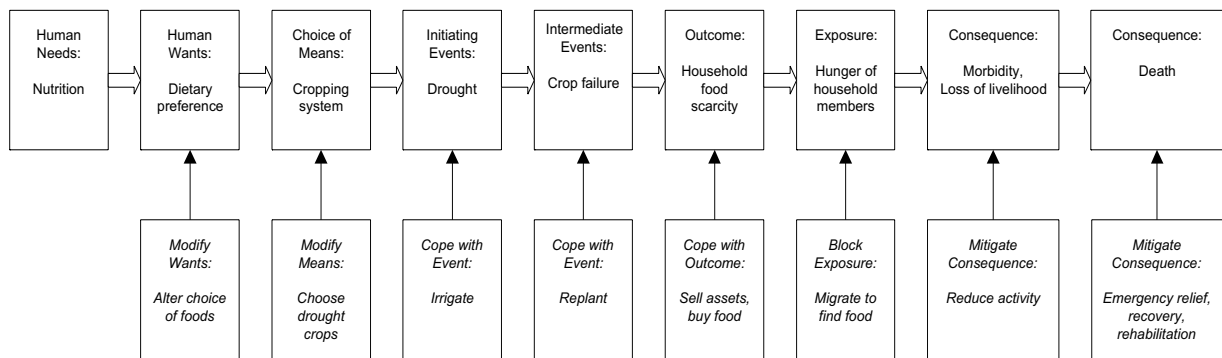 Human
Needs:
Nutrition
Human
Wants:
Dietary
preference
Choice of
Means:
Cropping
system
Initiating
Events:
Drought
Intermediate
Events:
Crop failure
Outcome:
Household
food
scarcity
Exposure:
Hunger of
household
members
Consequence:
Morbidity,
Loss of livelihood
Consequence:
Death
Modify
Wants:
Alter choice
of foods
Modify
Means:
Choose
drought
crops
Cope with
Event:
Irrigate
Cope with
Event:
Replant
Cope with
Outcome:
Sell assets,
buy food
Block
Exposure:
Migrate to
find food
Mitigate
Consequence:
Reduce activity
Mitigate
Consequence:
Emergency relief,
recovery,
rehabilitation